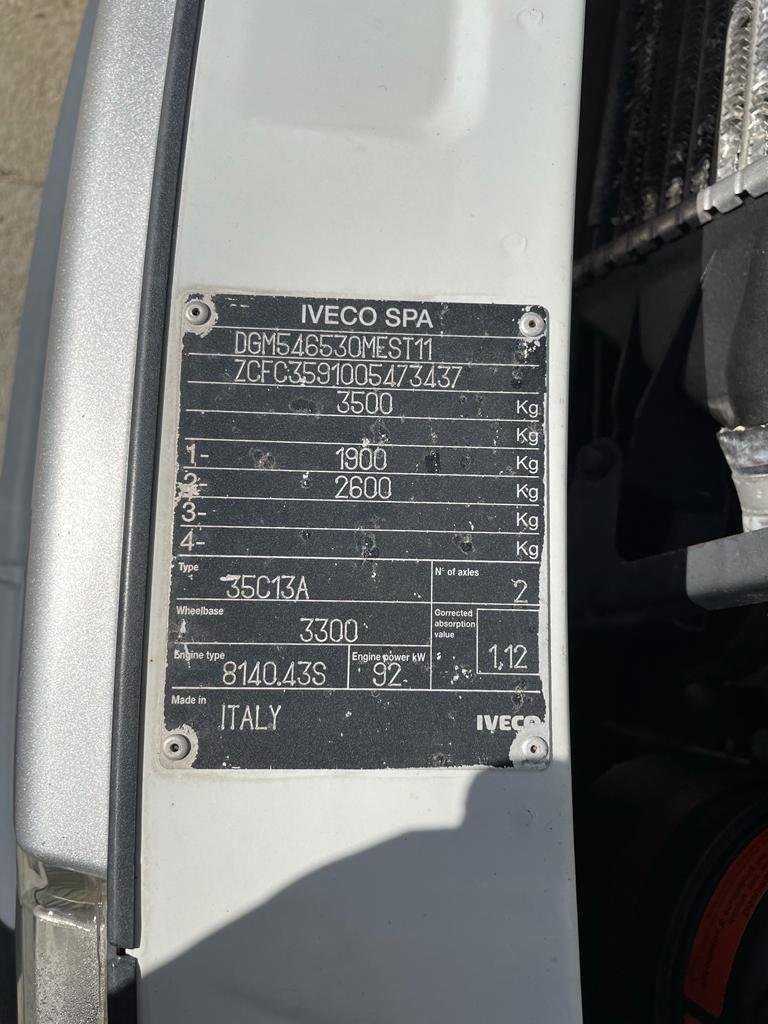 IVECO SPA
DGM546530MEST11
ZCFC3591005473437
3500 Kg
Kg
1- 1900 Kg
2- 2600 Kg
3- Kg
4- Kg
Type 35C13A N° of axles 2
Wheelbase 3300 Corrected absorption value 1,12
Engine type 8140.43S Engine power kW 92
Made in ITALY IVECO